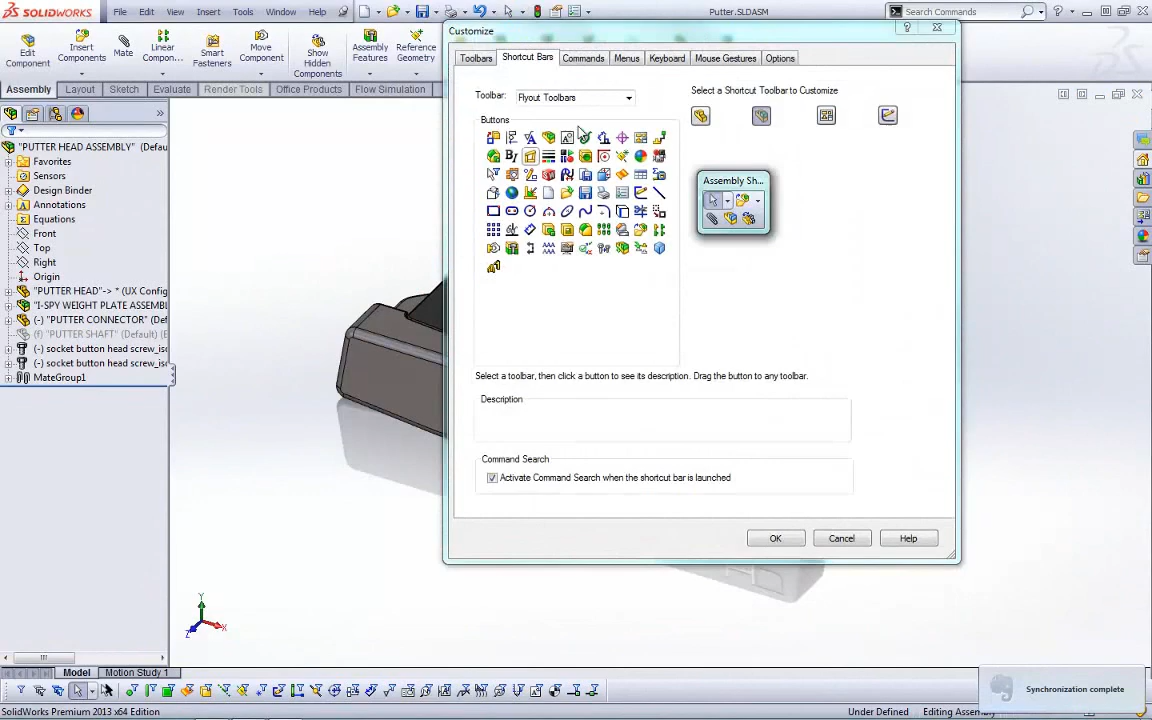 SOLIDWORKS
File Edit View Insert Tools Window Help
Putter.SLDASM
Search Commands
Edit Component
Insert Components
Mate
Linear Compon...
Smart Fasteners
Move Component
Show Hidden Components
Assembly Features
Reference Geometry
Assembly Layout Sketch Evaluate Render Tools Office Products Flow Simulation
"PUTTER HEAD ASSEMBLY" (Defau
Favorites
Sensors
Design Binder
Annotations
Equations
Front
Top
Right
Origin
"PUTTER HEAD"-> * (UX Config
"I-SPY WEIGHT PLATE ASSEMBL
(-) "PUTTER CONNECTOR" (Def
(f) "PUTTER SHAFT" (Default) (E
(-) socket button head screw_iso
(-) socket button head screw_iso
MateGroup1
Customize
Toolbars Shortcut Bars Commands Menus Keyboard Mouse Gestures Options
Toolbar: Flyout Toolbars
Select a Shortcut Toolbar to Customize
Buttons
Assembly Sh...
Select a toolbar, then click a button to see its description. Drag the button to any toolbar.
Description
Command Search
Activate Command Search when the shortcut bar is launched
OK Cancel Help
Y
X
Z
Model Motion Study 1
Synchronization complete
SolidWorks Premium 2013 x64 Edition
Under Defined Editing Assembly